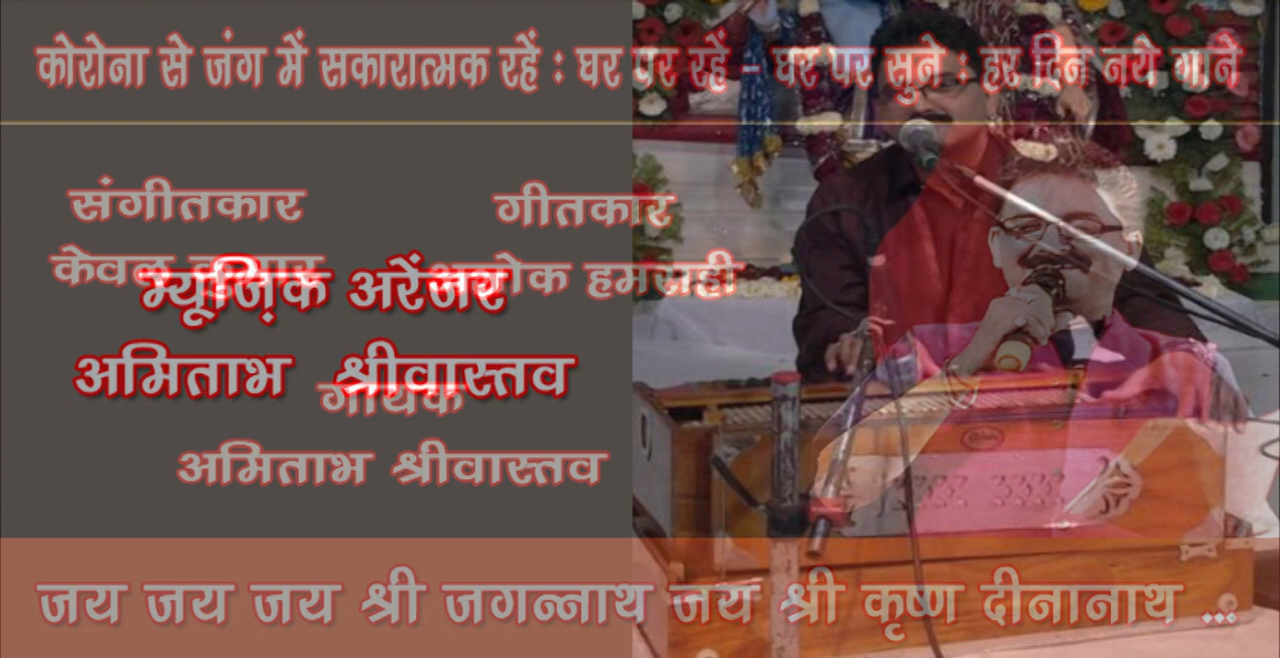 कोरोना से जंग में सकारात्मक रहें : घर पर रहें - घर पर सुने : हर दिन नये गाने
संगीतकार
गीतकार
केवल कुमार
अशोक हमराही
म्यूज़िक अरेंजर
अमिताभ श्रीवास्तव
गायक
अमिताभ श्रीवास्तव
जय जय जय श्री जगन्नाथ जय श्री कृष्ण दीनानाथ ...